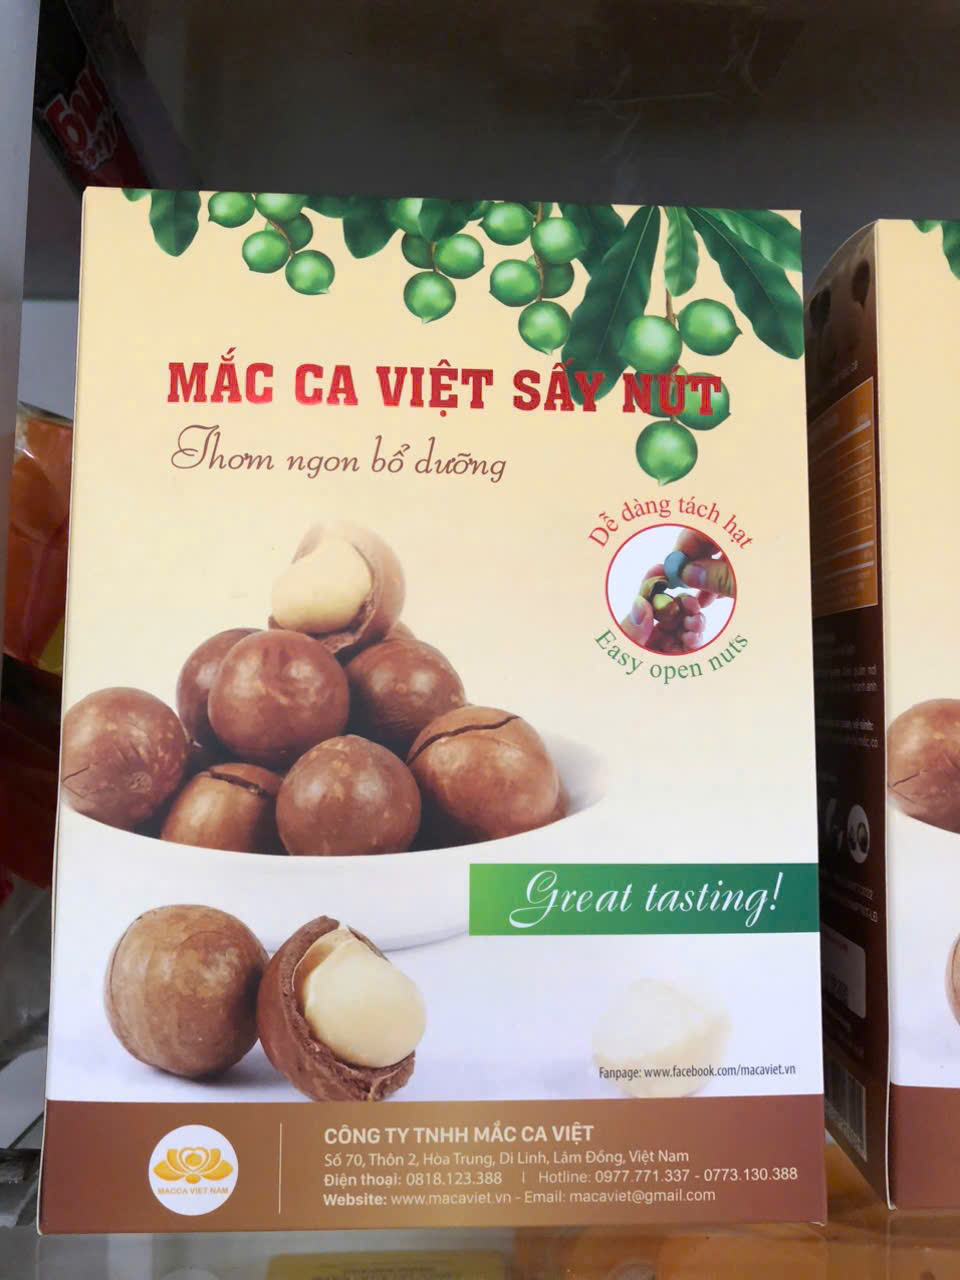 MẮC CA VIỆT SẤY NÚT
Thơm ngon bổ dưỡng
Dễ dàng tách hạt
Easy open nuts
Great tasting!
Fanpage: www.facebook.com/macaviet.vn
MACCA VIET NAM
CÔNG TY TNHH MẮC CA VIỆT
Số 70, Thôn 2, Hòa Trung, Di Linh, Lâm Đồng, Việt Nam
Điện thoại: 0818.123.388 | Hotline: 0977.771.337 - 0773.130.388
Website: www.macaviet.vn - Email: macaviet@gmail.com